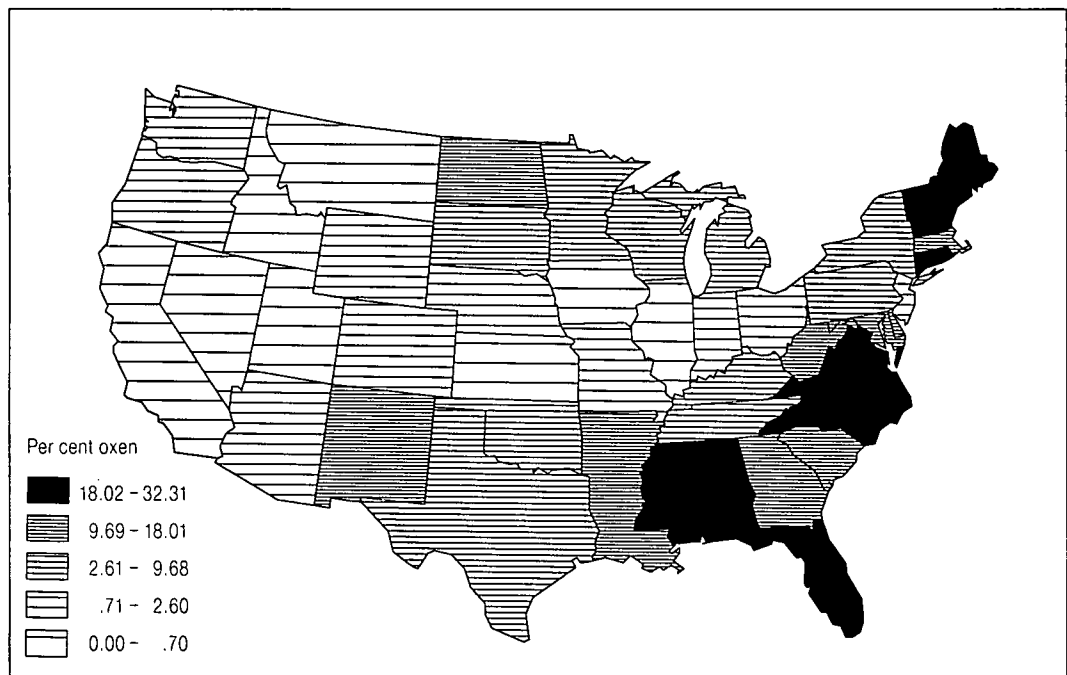 Per cent oxen
18.02 – 32.31
9.69 – 18.01
2.61 – 9.68
.71 – 2.60
0.00 – .70